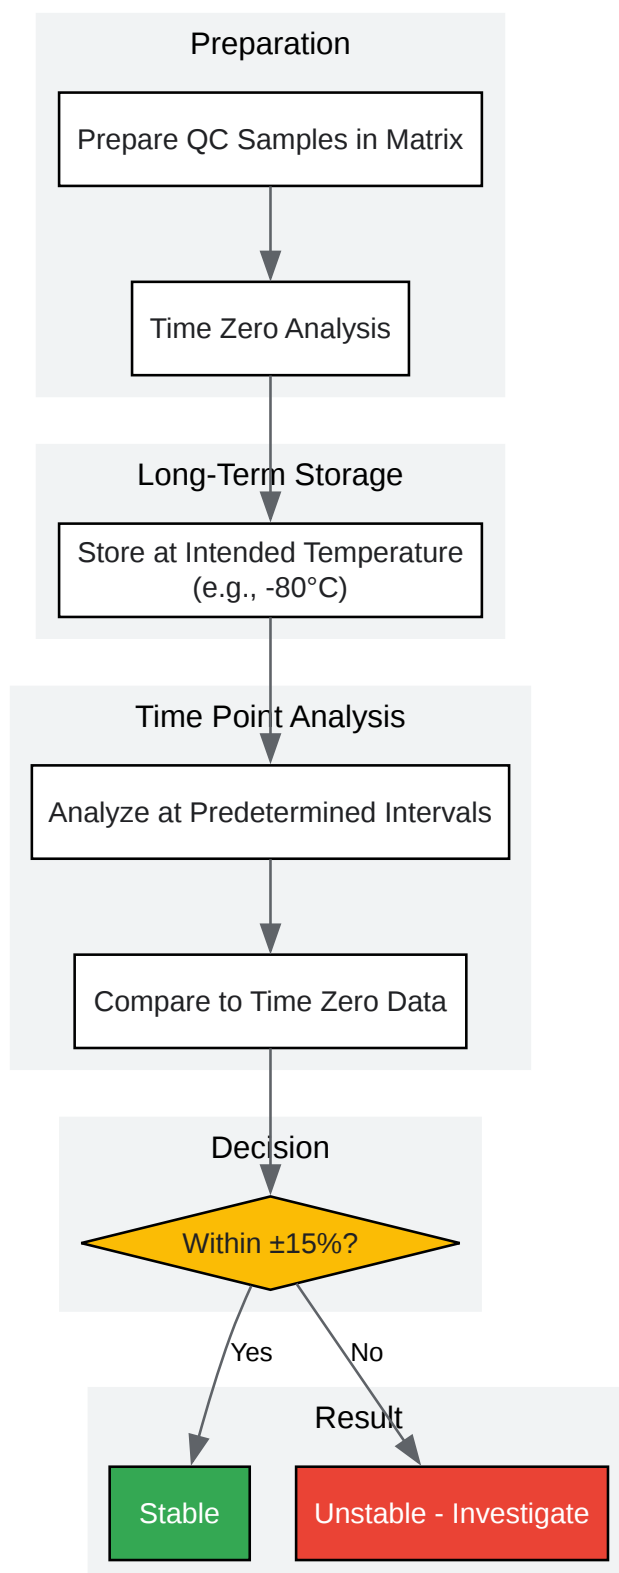 Preparation
Prepare QC Samples in Matrix
Time Zero Analysis
Long-Term Storage
Store at Intended Temperature
(e.g., -80°C)
Time Point Analysis
Analyze at Predetermined Intervals
Compare to Time Zero Data
Decision
Within ±15%?
Yes
No
Result
Stable
Unstable - Investigate